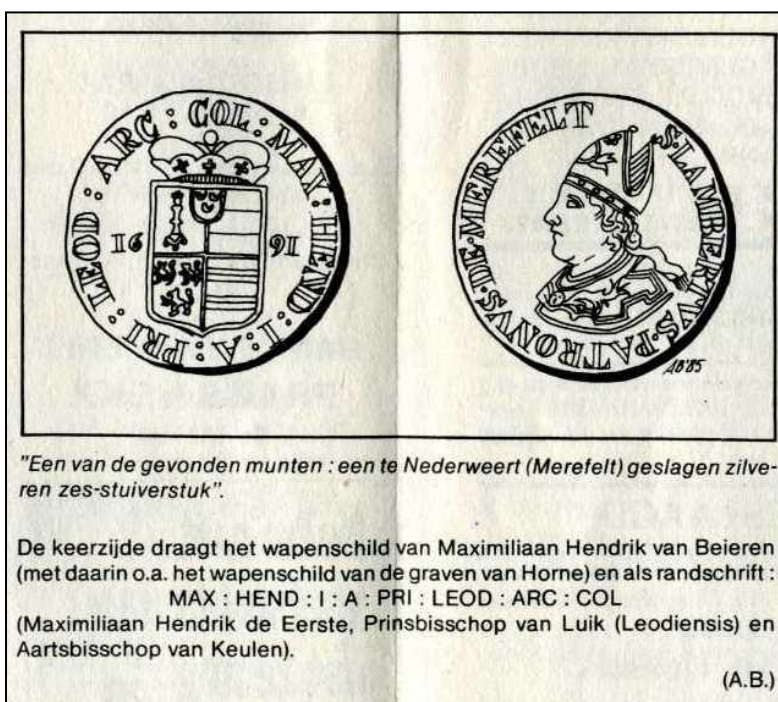 MAX : HEND : I : A : PRI : LEOD : ARC : COL :
16 91
S. LAMBERTVS. PATRONVS. DE. MEREFELT
AB'85
"Een van de gevonden munten : een te Nederweert (Merefelt) geslagen zilve-
ren zes-stuiverstuk".
De keerzijde draagt het wapenschild van Maximiliaan Hendrik van Beieren
(met daarin o.a. het wapenschild van de graven van Horne) en als randschrift :
MAX : HEND : I : A : PRI : LEOD : ARC : COL
(Maximiliaan Hendrik de Eerste, Prinsbisschop van Luik (Leodiensis) en
Aartsbisschop van Keulen).
(A.B.)